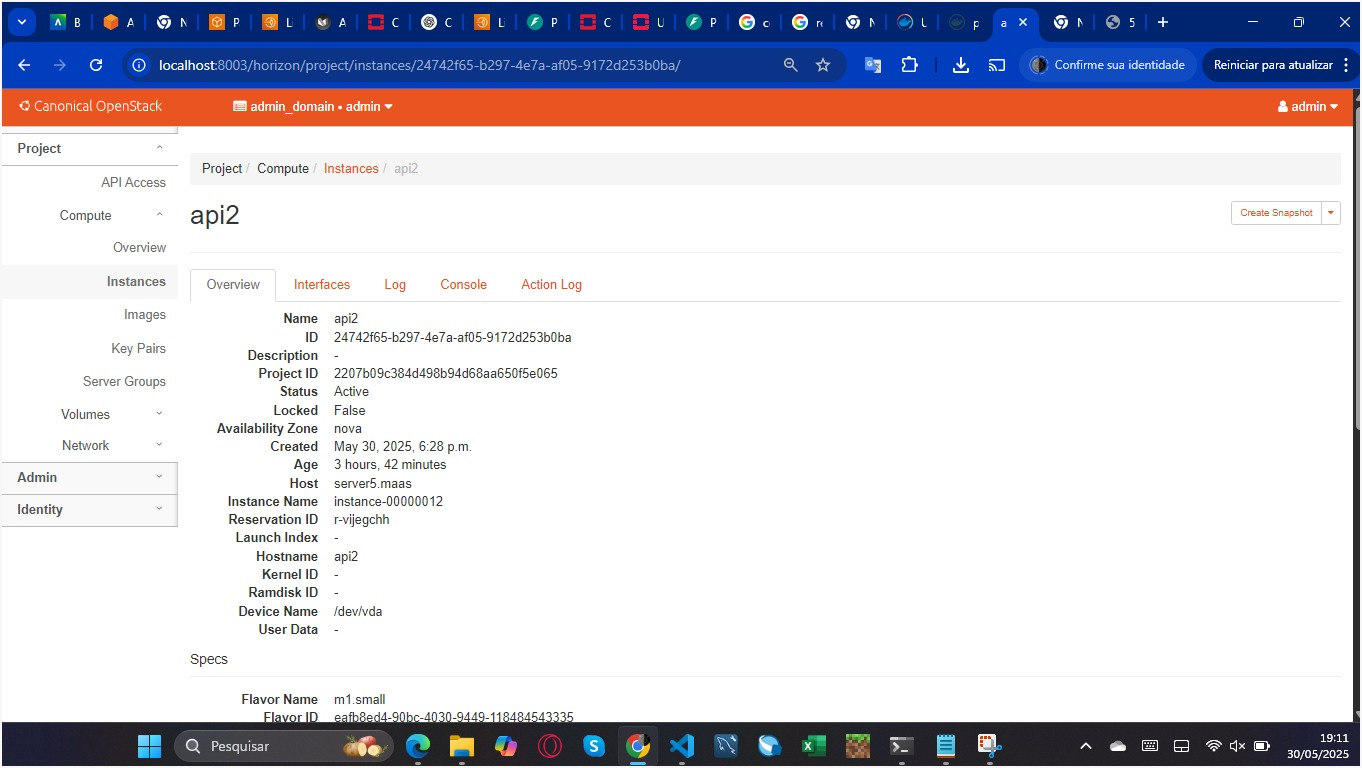 B A N P Li A C C Li P C U P c re N U p a N 5
localhost:8003/horizon/project/instances/24742f65-b297-4e7a-af05-9172d253b0ba/ Confirme sua identidade Reiniciar para atualizar
Canonical OpenStack admin_domain • admin admin
Project
Project / Compute / Instances / api2
API Access
Compute
api2
Create Snapshot
Overview
Instances
Images
Key Pairs
Server Groups
Volumes
Network
Admin
Identity
Overview Interfaces Log Console Action Log
Name api2
ID 24742f65-b297-4e7a-af05-9172d253b0ba
Description -
Project ID 2207b09c384d498b94d68aa650f5e065
Status Active
Locked False
Availability Zone nova
Created May 30, 2025, 6:28 p.m.
Age 3 hours, 42 minutes
Host server5.maas
Instance Name instance-00000012
Reservation ID r-vijegchh
Launch Index -
Hostname api2
Kernel ID -
Ramdisk ID -
Device Name /dev/vda
User Data -
Specs
Flavor Name m1.small
Flavor ID eafb8ed4-90bc-4030-9449-118484543335
Pesquisar
19:11
30/05/2025